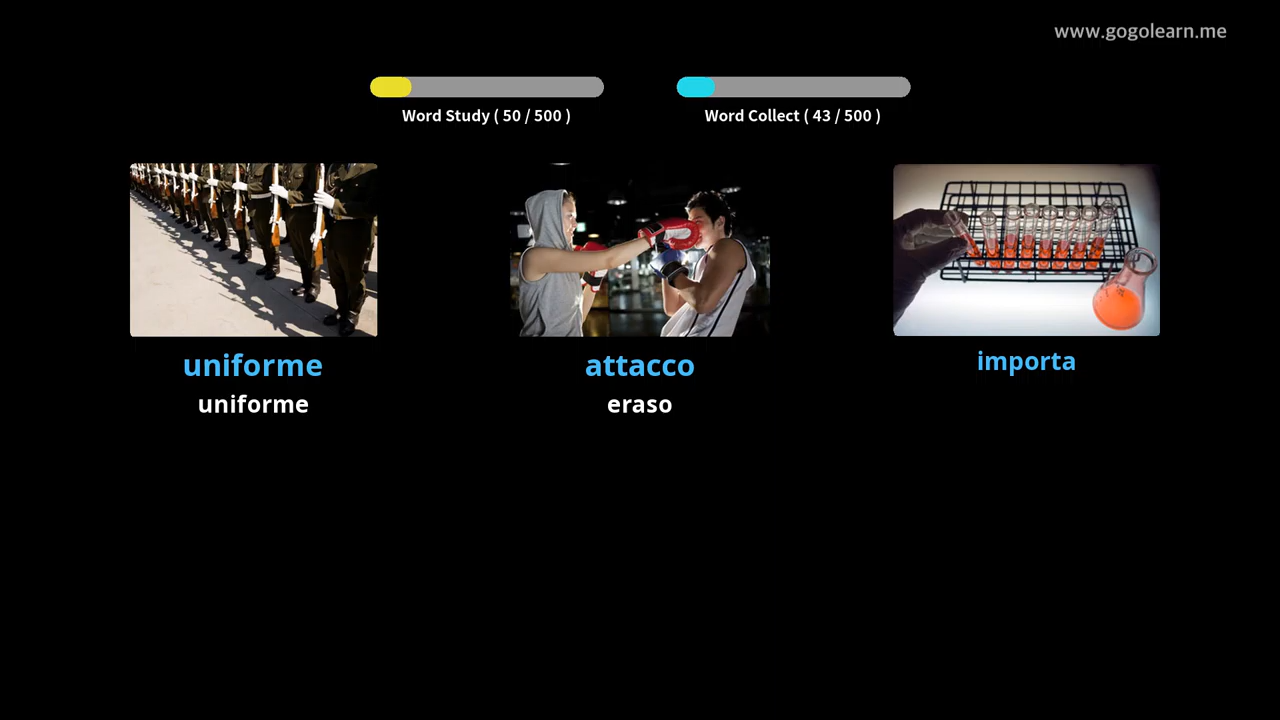 www.gogolearn.me
Word Study ( 50 / 500 )
Word Collect ( 43 / 500 )
uniforme
attacco
importa
uniforme
eraso